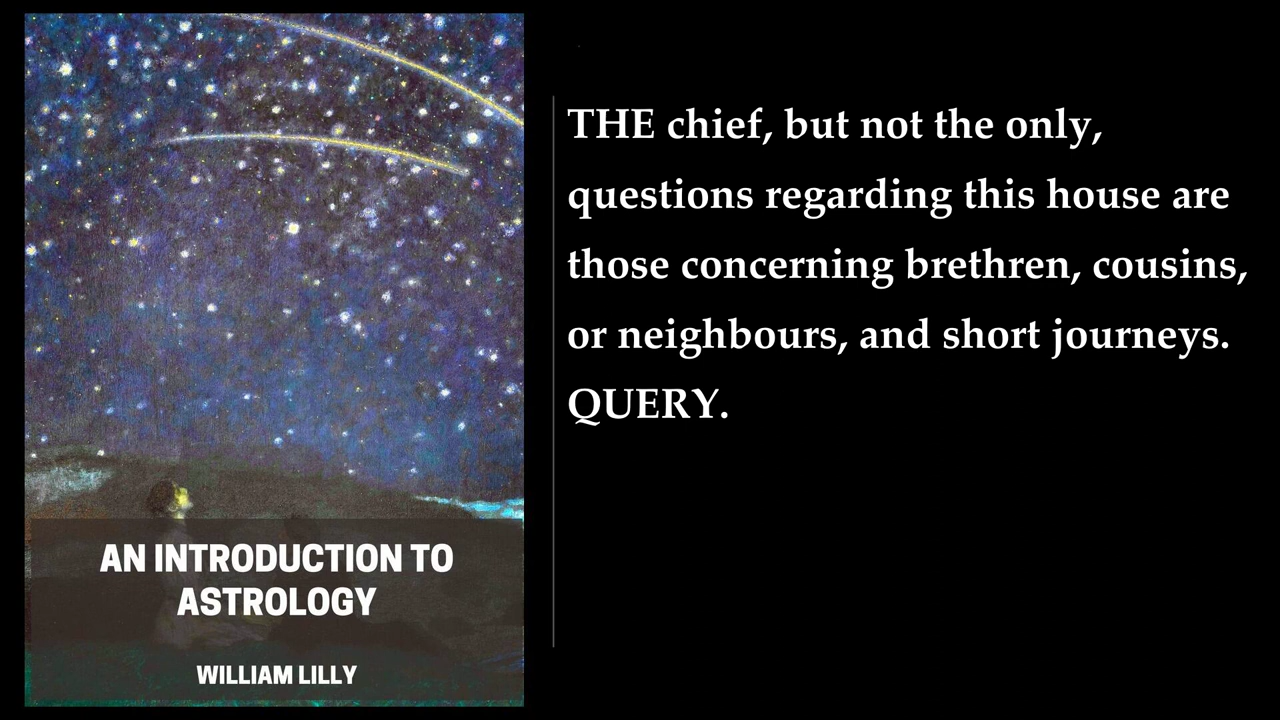 AN INTRODUCTION TO
ASTROLOGY
WILLIAM LILLY
THE chief, but not the only,
questions regarding this house are
those concerning brethren, cousins,
or neighbours, and short journeys.
QUERY.